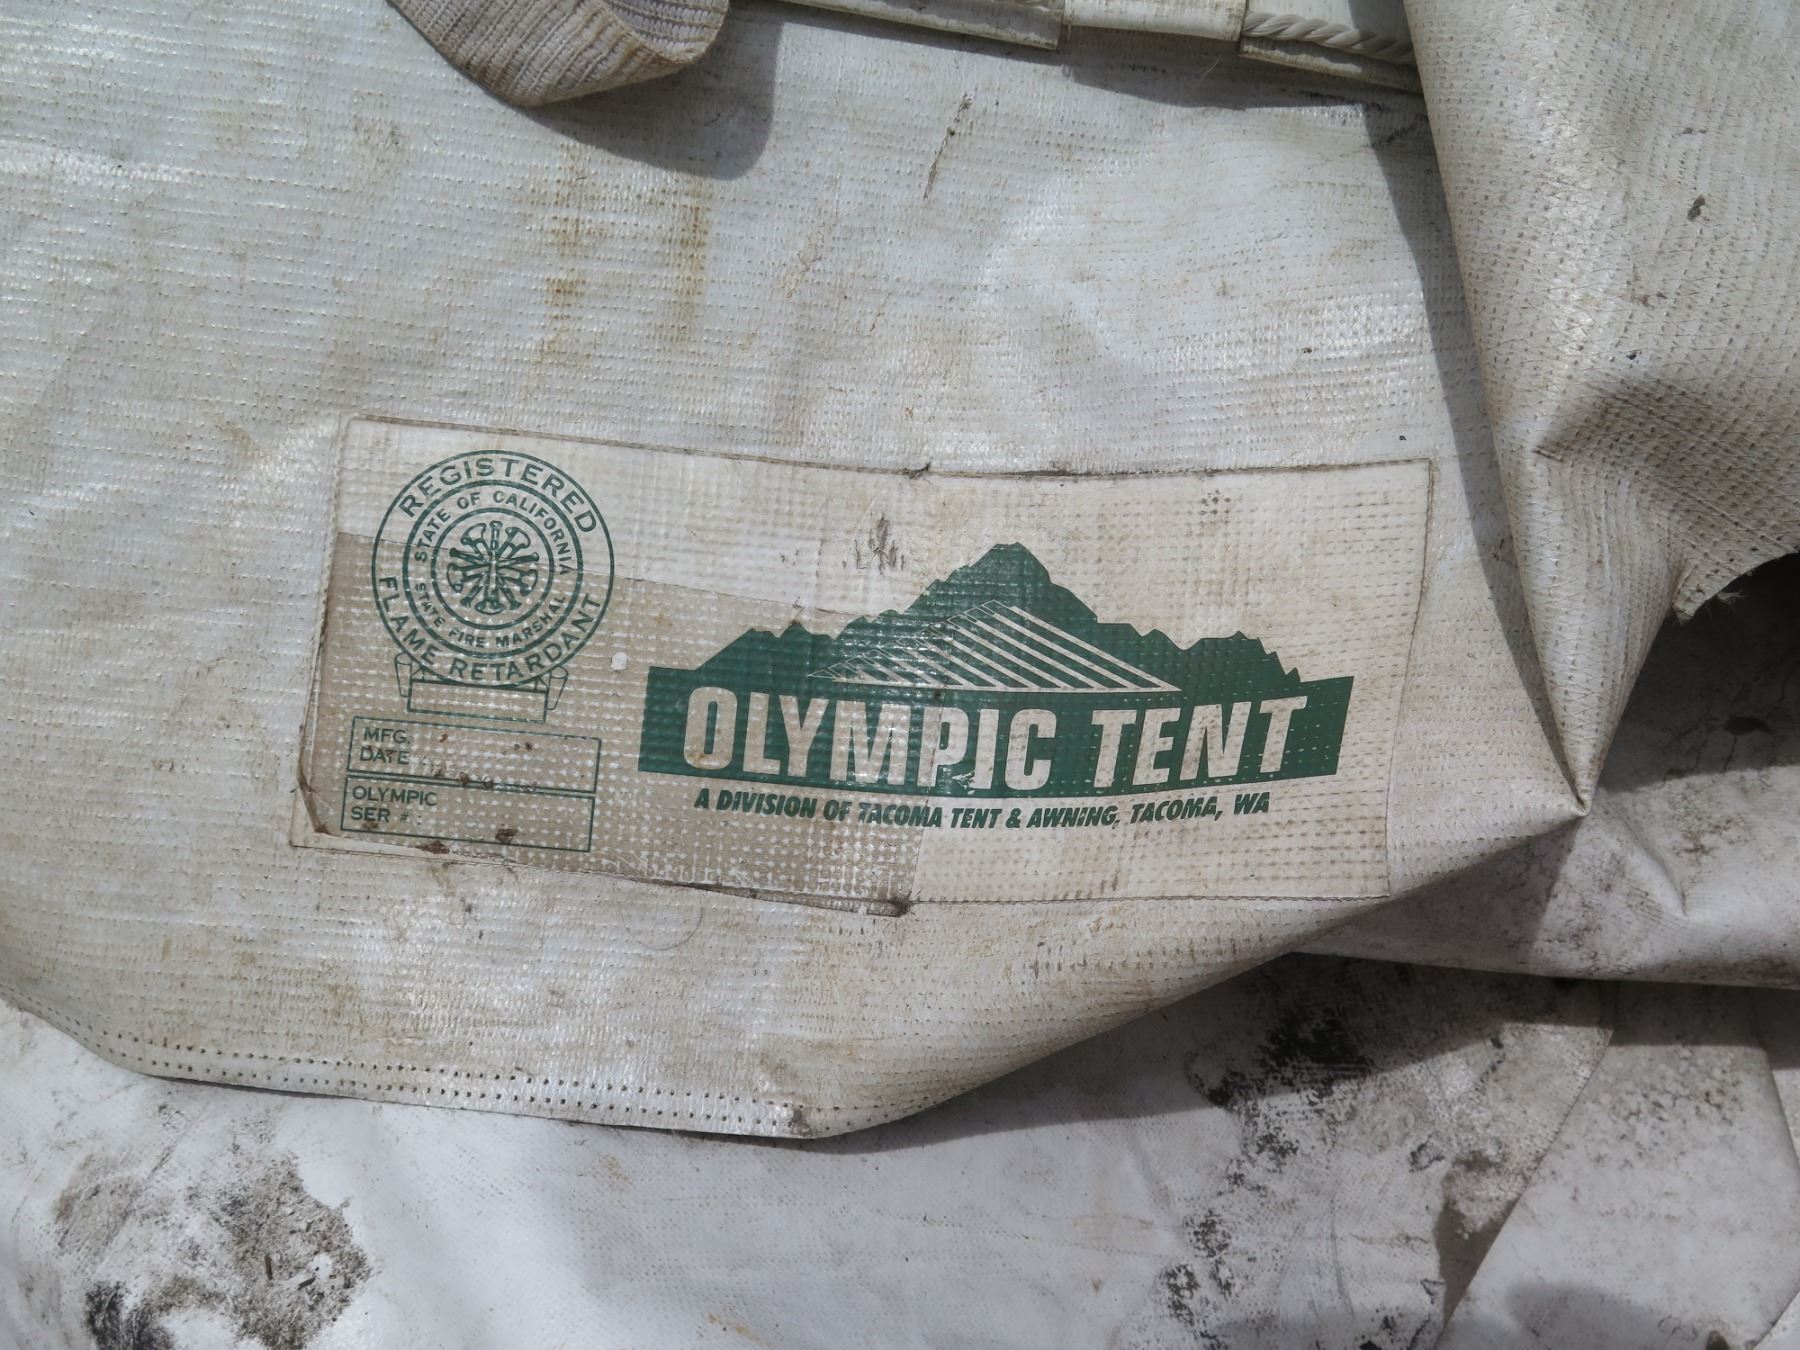 REGISTERED
STATE OF CALIFORNIA
STATE FIRE MARSHAL
FLAME RETARDANT
MFG.
DATE
OLYMPIC
SER # :
OLYMPIC TENT
A DIVISION OF TACOMA TENT & AWNING, TACOMA, WA